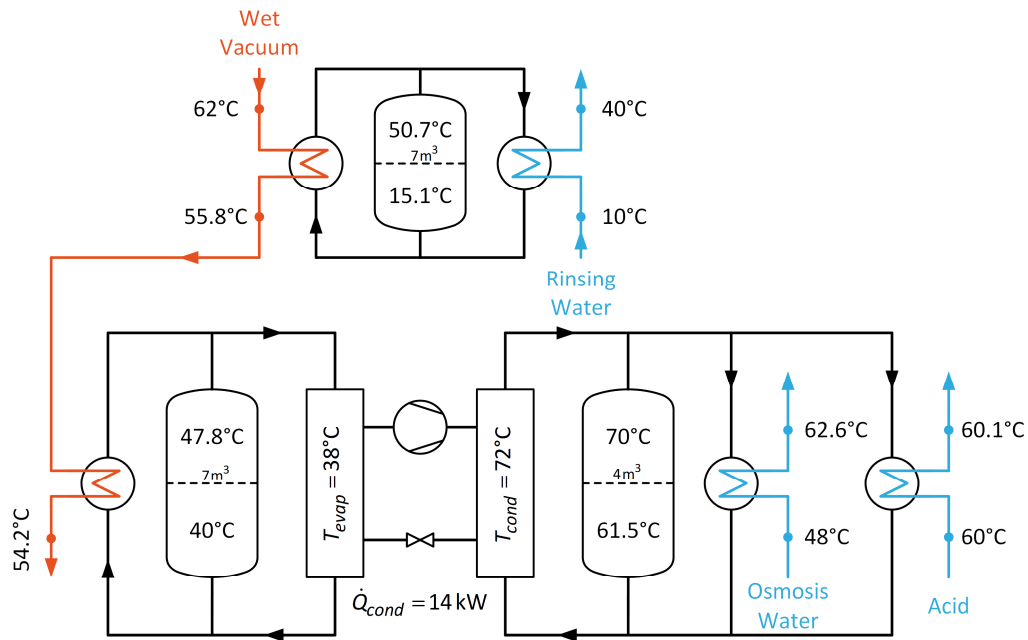 Wet
Vacuum
62°C
40°C
50.7°C
7m³
15.1°C
55.8°C
10°C
Rinsing
Water
47.8°C
7m³
40°C
T_evap = 38°C
T_cond = 72°C
70°C
4m³
61.5°C
62.6°C
60.1°C
54.2°C
48°C
60°C
Q̇_cond = 14 kW
Osmosis
Water
Acid